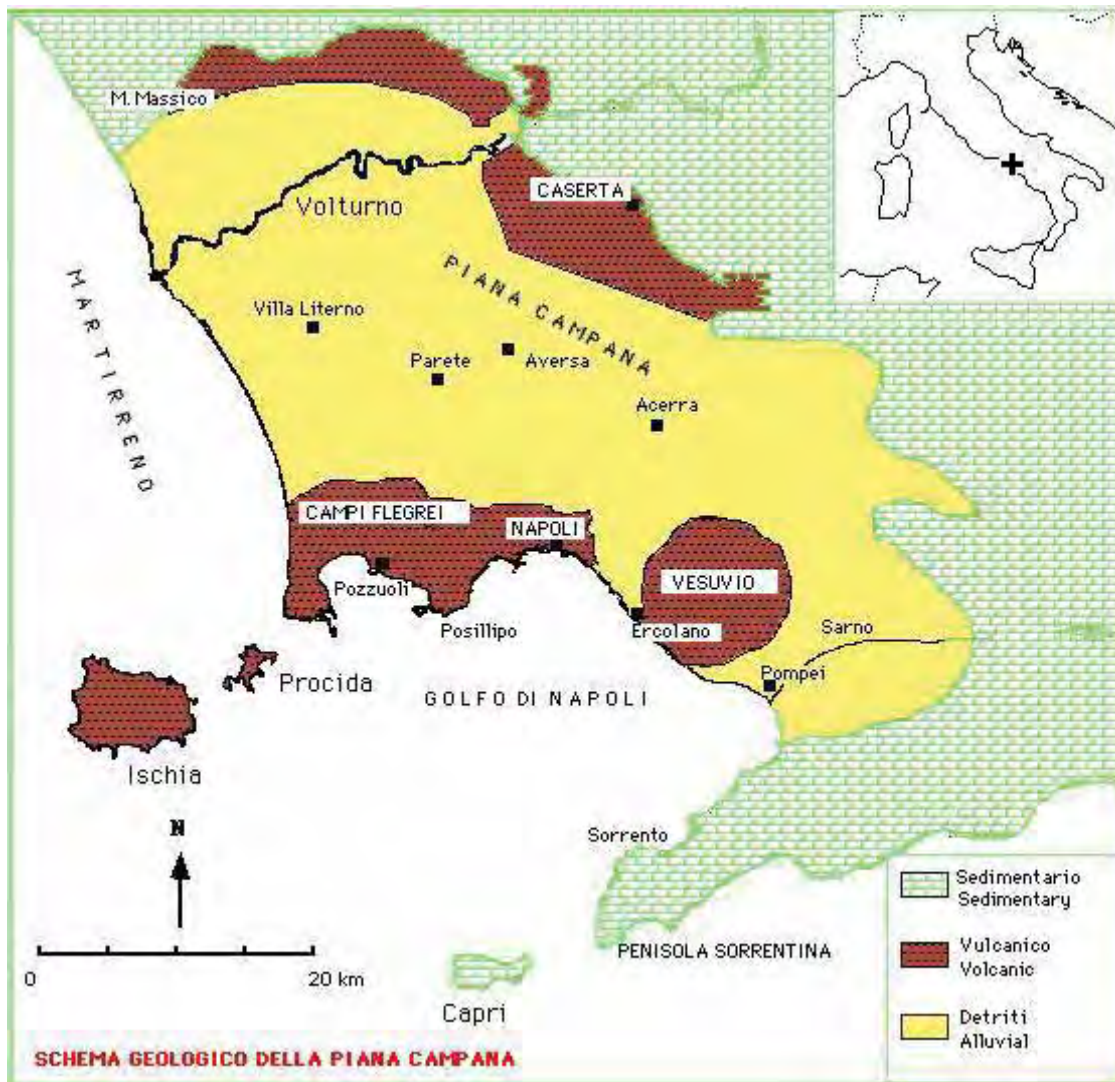 M. Massico
Volturno
CASERTA
PIANA CAMPANA
MAR TIRRENO
Villa Literno
Parete
Aversa
Acerra
CAMPI FLEGREI
NAPOLI
VESUVIO
Pozzuoli
Posillipo
Ercolano
Sarno
Pompei
Procida
GOLFO DI NAPOLI
Ischia
N
Sorrento
0
20 km
PENISOLA SORRENTINA
Capri
Sedimentario
Sedimentary
Vulcanico
Volcanic
Detriti
Alluvial
SCHEMA GEOLOGICO DELLA PIANA CAMPANA